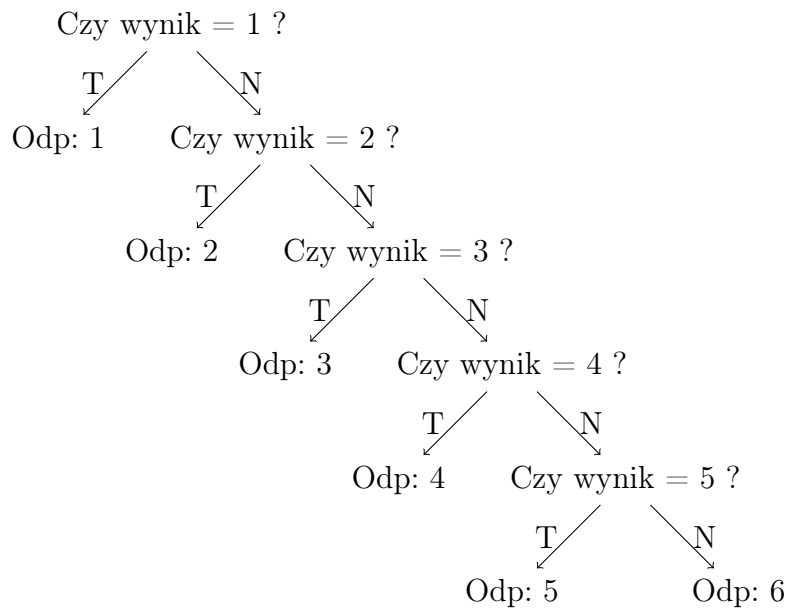 Czy wynik = 1 ?
T N
Odp: 1 Czy wynik = 2 ?
T N
Odp: 2 Czy wynik = 3 ?
T N
Odp: 3 Czy wynik = 4 ?
T N
Odp: 4 Czy wynik = 5 ?
T N
Odp: 5 Odp: 6